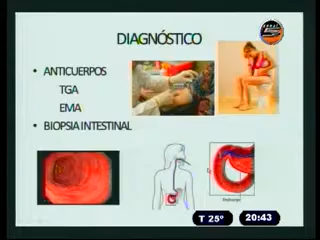 DIAGNÓSTICO
• ANTICUERPOS
TGA
EMA
• BIOPSIA INTESTINAL
T 25°
20:43